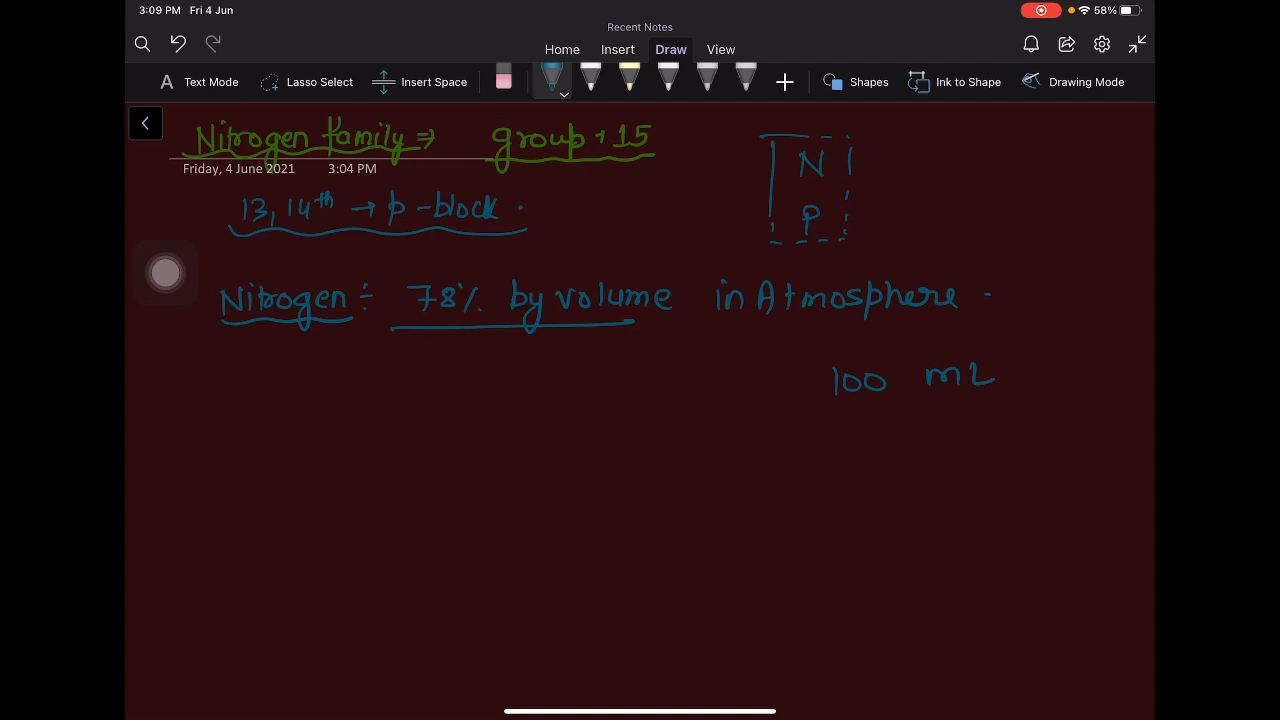 3:09 PM Fri 4 Jun 58%
Recent Notes
Home Insert Draw View
Text Mode Lasso Select Insert Space Shapes Ink to Shape Drawing Mode
Nitrogen family ⇒ group - 15
Friday, 4 June 2021 3:04 PM
N
13, 14th → p - block .
P
Nitrogen ÷ 78% by volume in Atmosphere -
100 mL